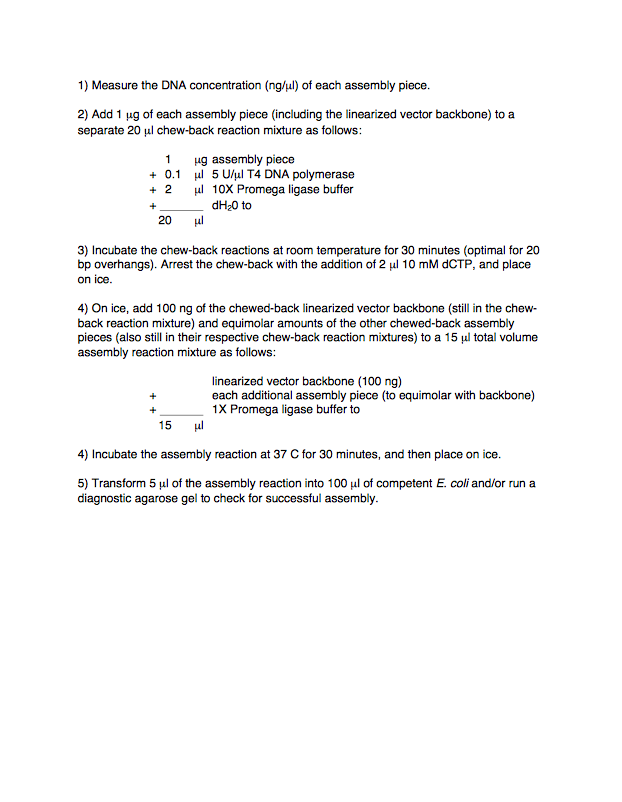 1) Measure the DNA concentration (ng/µl) of each assembly piece.
2) Add 1 µg of each assembly piece (including the linearized vector backbone) to a
separate 20 µl chew-back reaction mixture as follows:
1 µg assembly piece
+ 0.1 µl 5 U/µl T4 DNA polymerase
+ 2 µl 10X Promega ligase buffer
+ ______ dH₂0 to
20 µl
3) Incubate the chew-back reactions at room temperature for 30 minutes (optimal for 20
bp overhangs). Arrest the chew-back with the addition of 2 µl 10 mM dCTP, and place
on ice.
4) On ice, add 100 ng of the chewed-back linearized vector backbone (still in the chew-
back reaction mixture) and equimolar amounts of the other chewed-back assembly
pieces (also still in their respective chew-back reaction mixtures) to a 15 µl total volume
assembly reaction mixture as follows:
linearized vector backbone (100 ng)
+ each additional assembly piece (to equimolar with backbone)
+ ______ 1X Promega ligase buffer to
15 µl
4) Incubate the assembly reaction at 37 C for 30 minutes, and then place on ice.
5) Transform 5 µl of the assembly reaction into 100 µl of competent E. coli and/or run a
diagnostic agarose gel to check for successful assembly.